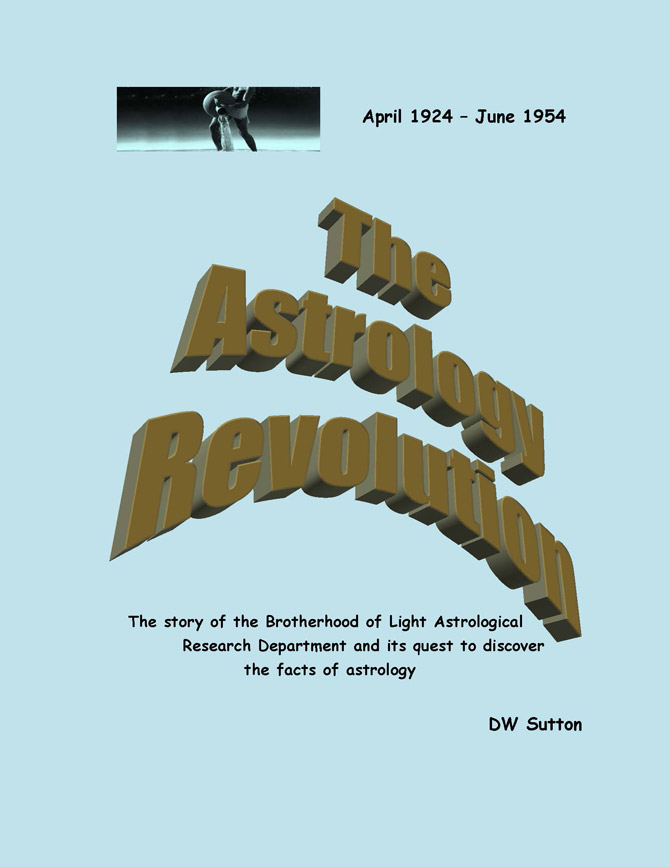 April 1924 – June 1954
The
Astrology
Revolution
The story of the Brotherhood of Light Astrological
Research Department and its quest to discover
the facts of astrology
DW Sutton